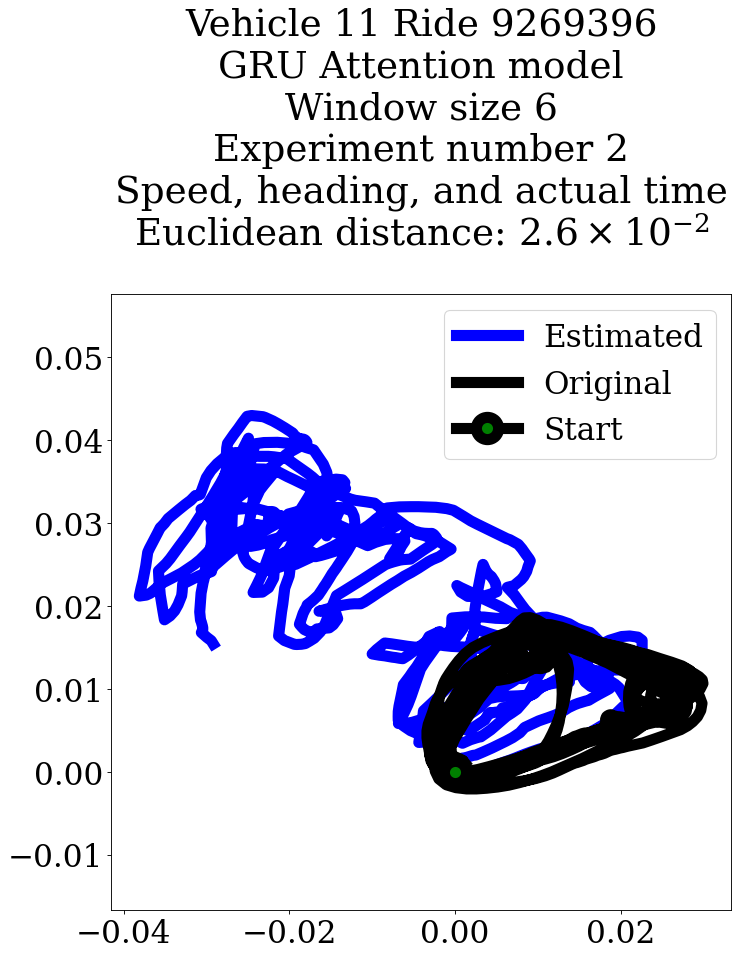 Vehicle 11 Ride 9269396
GRU Attention model
Window size 6
Experiment number 2
Speed, heading, and actual time
Euclidean distance: 2.6 × 10⁻²
Estimated
Original
Start
0.05
0.04
0.03
0.02
0.01
0.00
−0.01
−0.04
−0.02
0.00
0.02